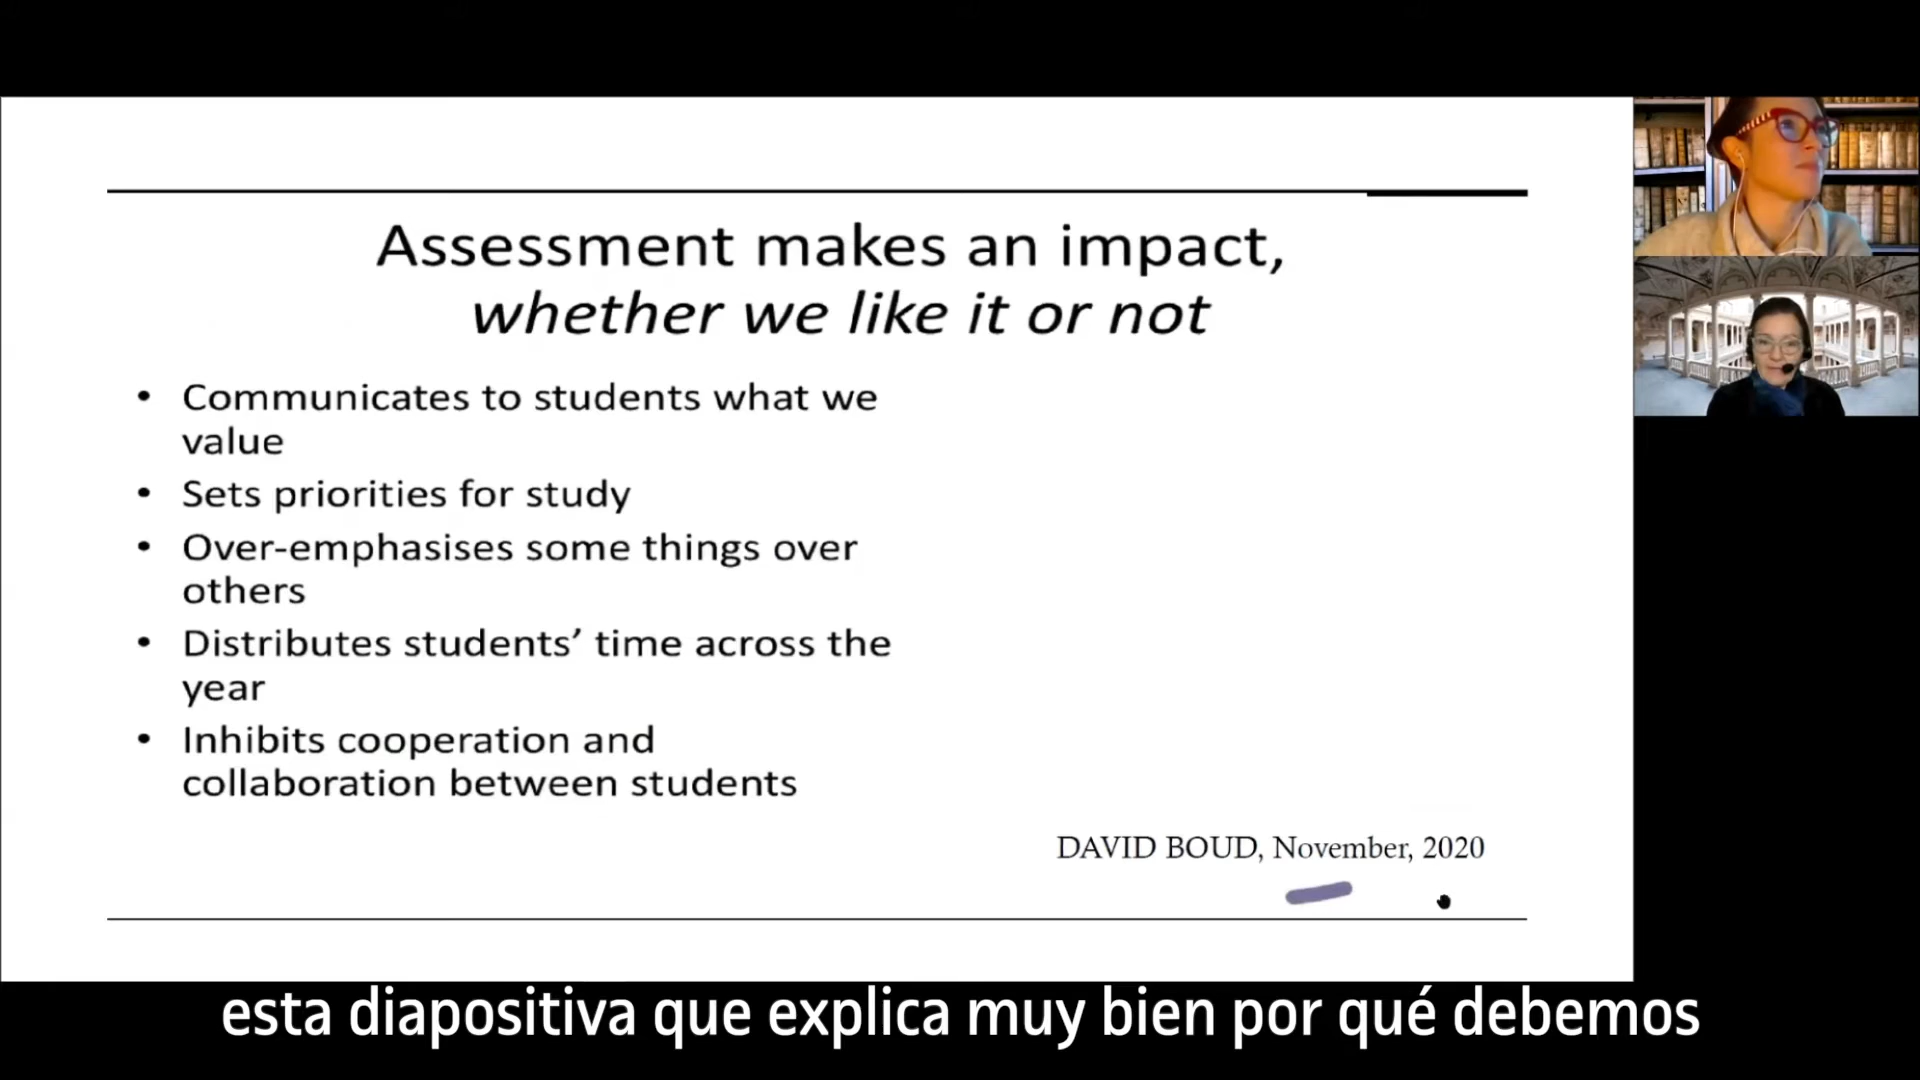 Assessment makes an impact,
whether we like it or not
• Communicates to students what we
value
• Sets priorities for study
• Over-emphasises some things over
others
• Distributes students’ time across the
year
• Inhibits cooperation and
collaboration between students
DAVID BOUD, November, 2020
esta diapositiva que explica muy bien por qué debemos